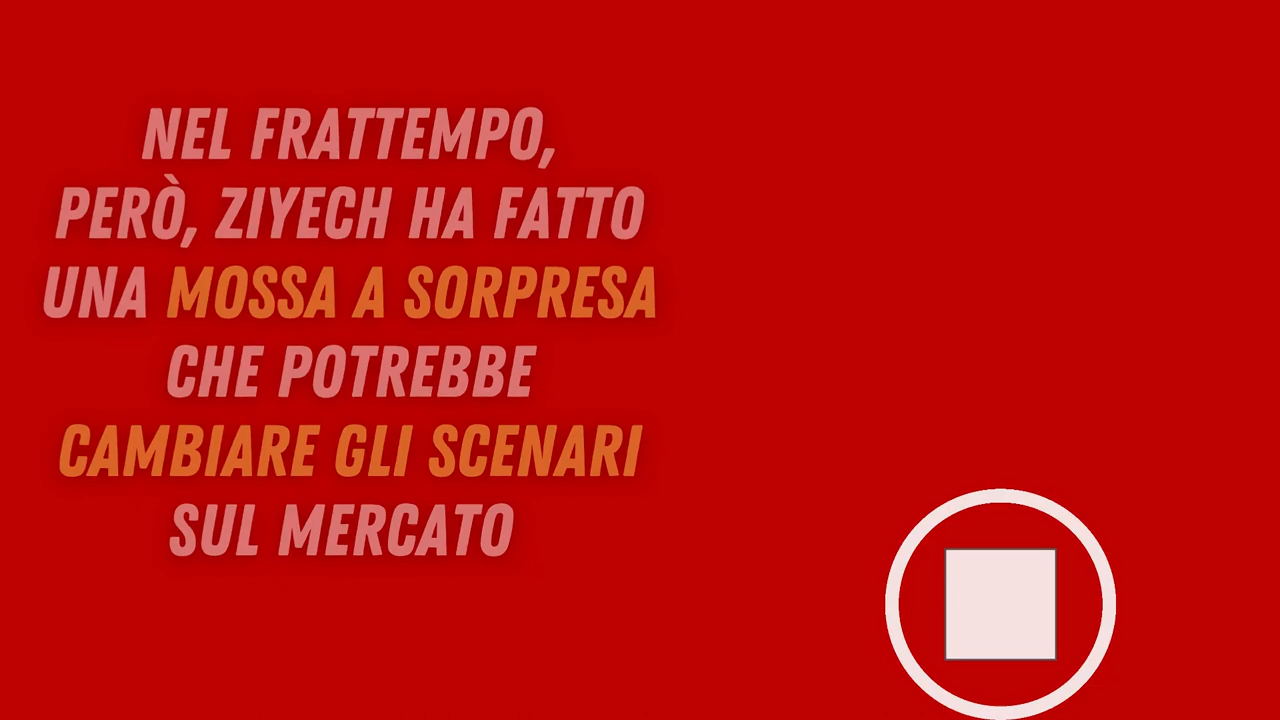 NEL FRATTEMPO,
PERÒ, ZIYECH HA FATTO
UNA MOSSA A SORPRESA
CHE POTREBBE
CAMBIARE GLI SCENARI
SUL MERCATO